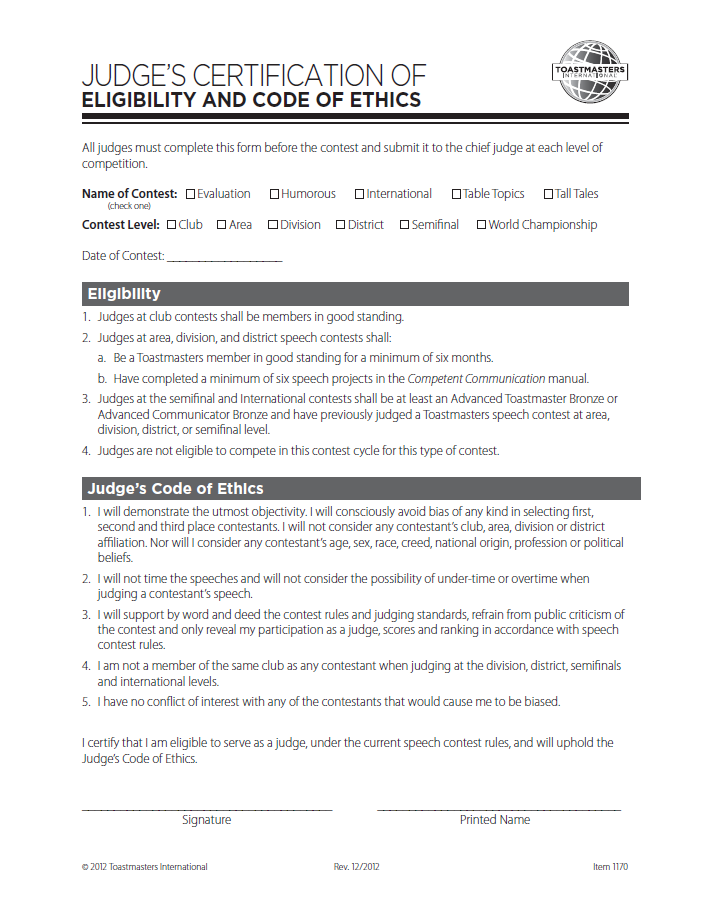 JUDGE'S CERTIFICATION OF
ELIGIBILITY AND CODE OF ETHICS
TOASTMASTERS
INTERNATIONAL
All judges must complete this form before the contest and submit it to the chief judge at each level of
competition.
Name of Contest: Evaluation Humorous International Table Topics Tall Tales
(check one)
Contest Level: Club Area Division District Semifinal World Championship
Date of Contest: __________________
Eligibility
1. Judges at club contests shall be members in good standing.
2. Judges at area, division, and district speech contests shall:
a. Be a Toastmasters member in good standing for a minimum of six months.
b. Have completed a minimum of six speech projects in the Competent Communication manual.
3. Judges at the semifinal and International contests shall be at least an Advanced Toastmaster Bronze or
Advanced Communicator Bronze and have previously judged a Toastmasters speech contest at area,
division, district, or semifinal level.
4. Judges are not eligible to compete in this contest cycle for this type of contest.
Judge's Code of Ethics
1. I will demonstrate the utmost objectivity. I will consciously avoid bias of any kind in selecting first,
second and third place contestants. I will not consider any contestant's club, area, division or district
affiliation. Nor will I consider any contestant's age, sex, race, creed, national origin, profession or political
beliefs.
2. I will not time the speeches and will not consider the possibility of under-time or overtime when
judging a contestant's speech.
3. I will support by word and deed the contest rules and judging standards, refrain from public criticism of
the contest and only reveal my participation as a judge, scores and ranking in accordance with speech
contest rules.
4. I am not a member of the same club as any contestant when judging at the division, district, semifinals
and international levels.
5. I have no conflict of interest with any of the contestants that would cause me to be biased.
I certify that I am eligible to serve as a judge, under the current speech contest rules, and will uphold the
Judge's Code of Ethics.
Signature Printed Name
© 2012 Toastmasters International Rev. 12/2012 Item 1170